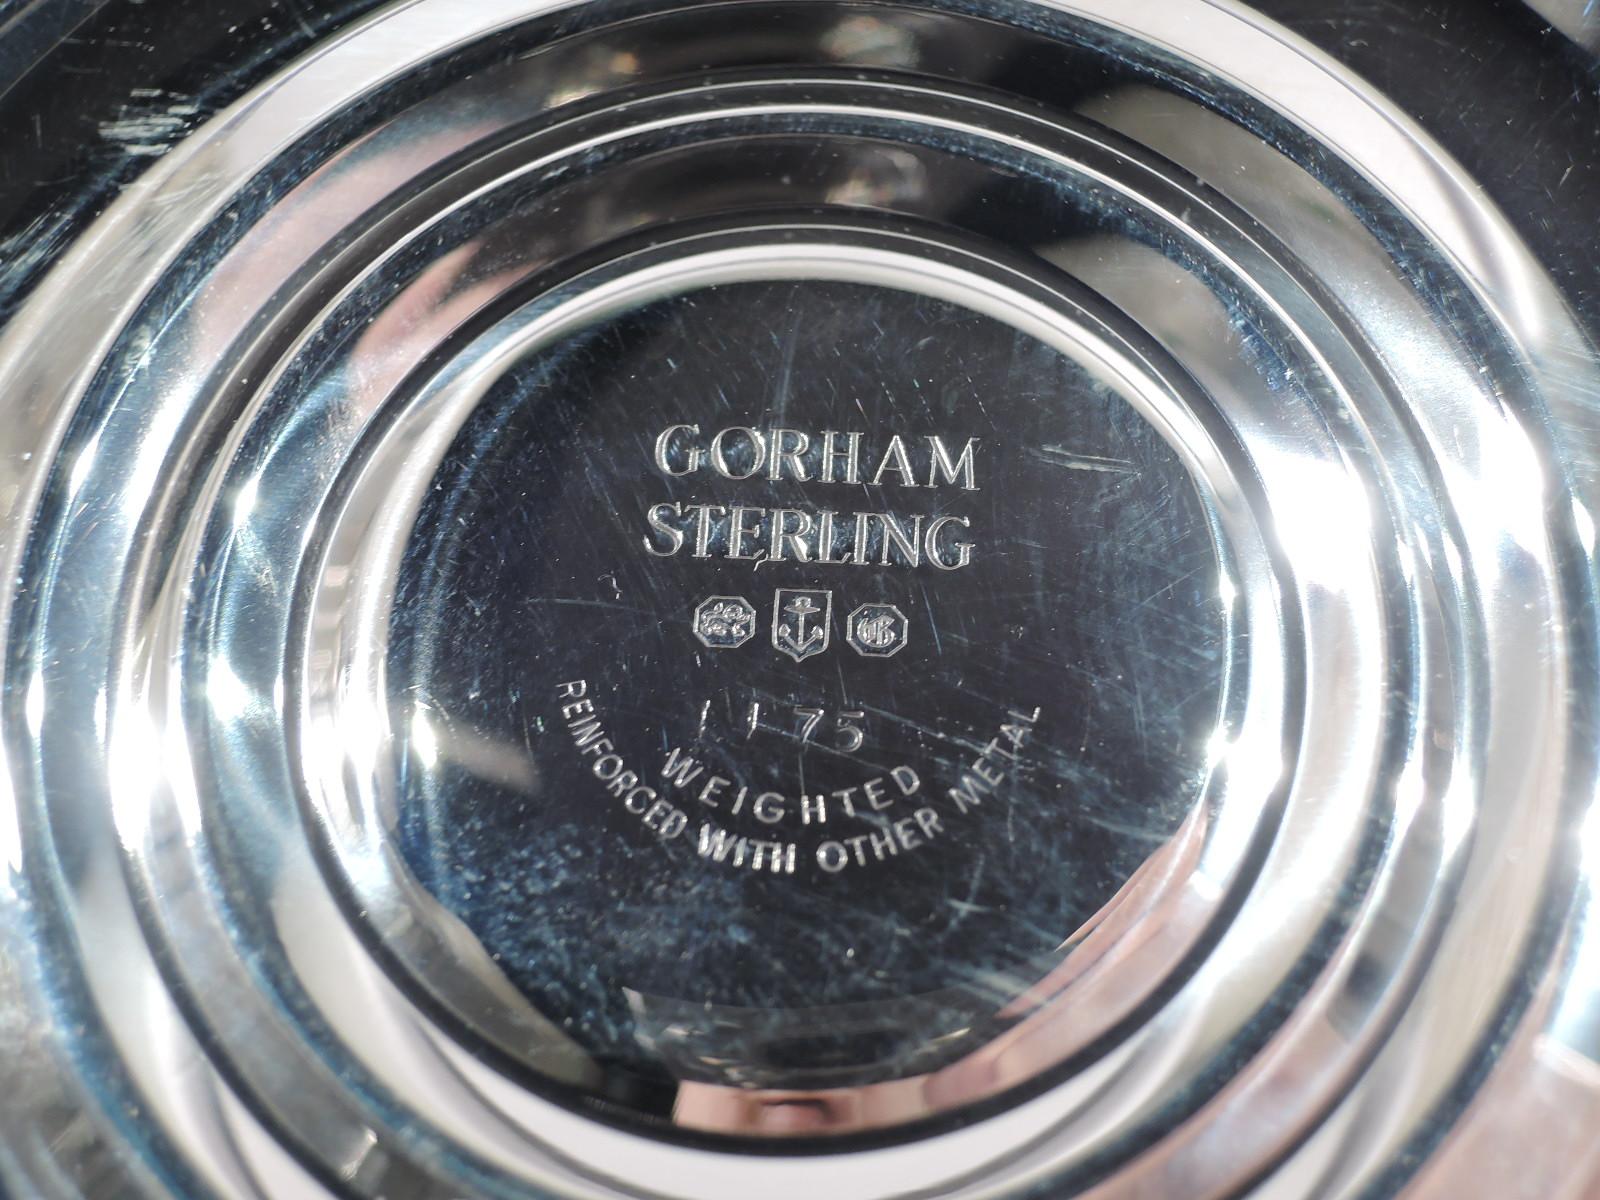 GORHAM
STERLING
1175
WEIGHTED
REINFORCED WITH OTHER METAL